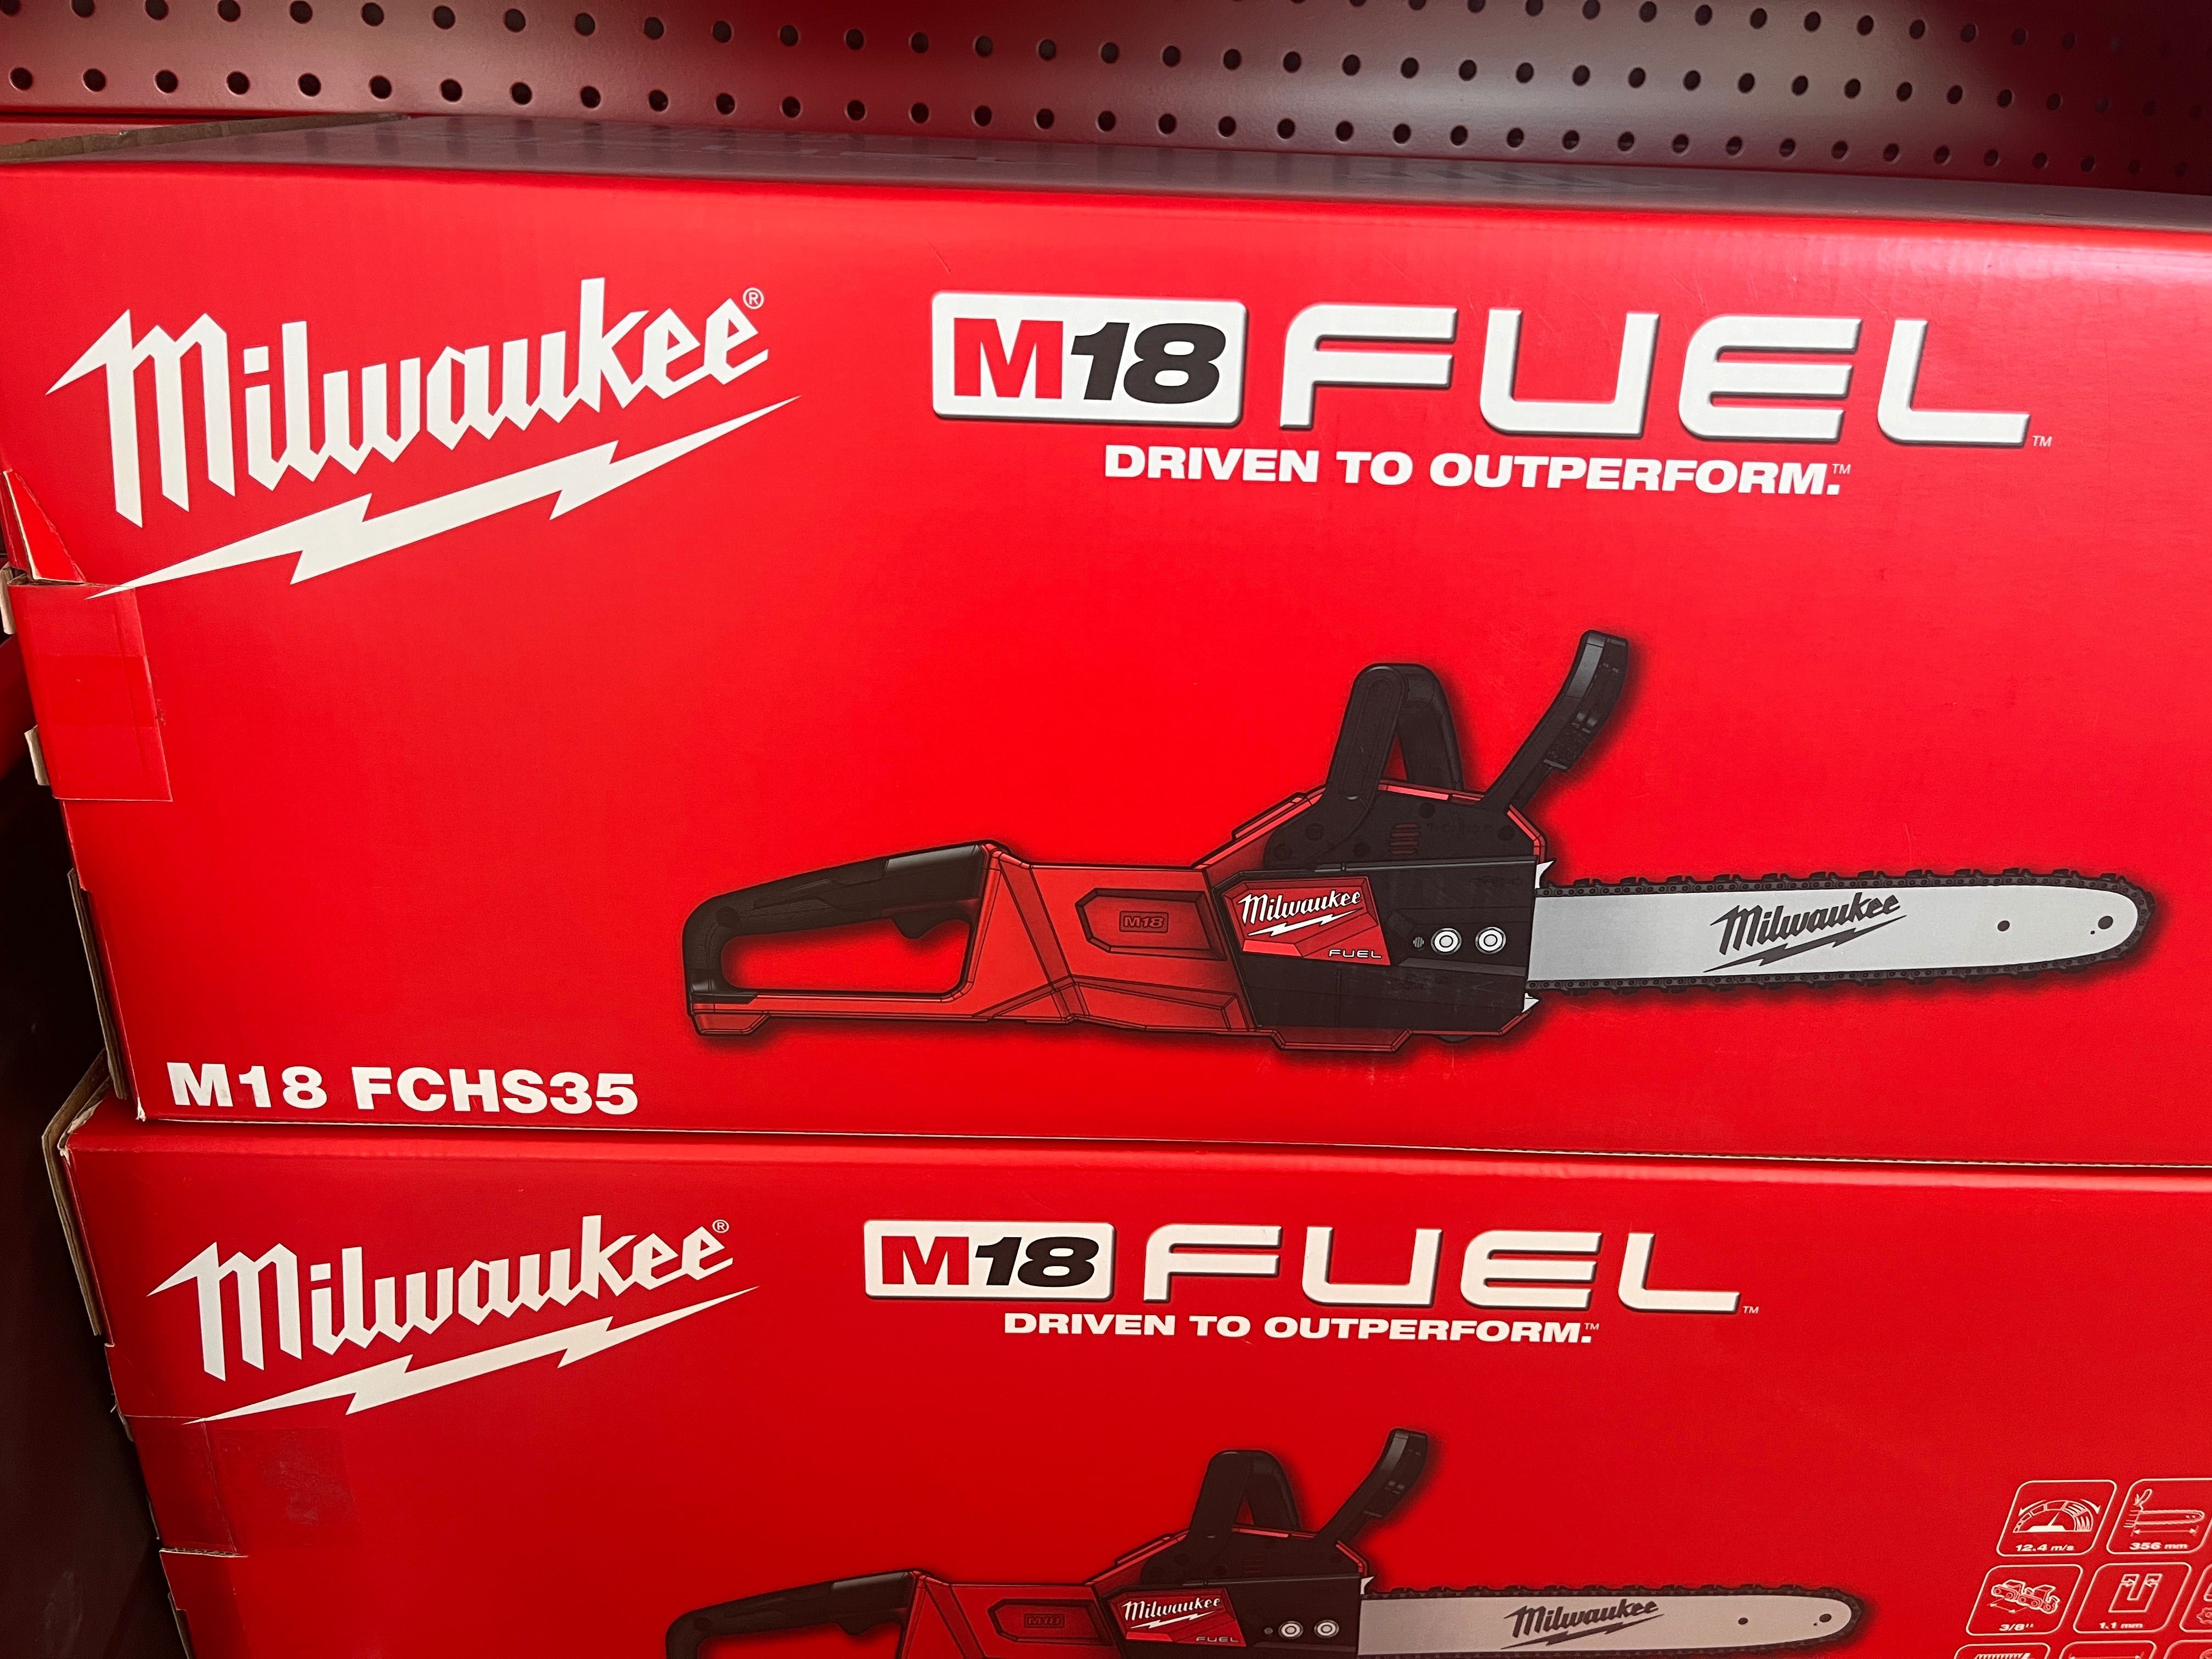 Milwaukee®
M18 FUEL™
DRIVEN TO OUTPERFORM.™
M18
Milwaukee
FUEL
Milwaukee
M18 FCHS35
Milwaukee®
M18 FUEL™
DRIVEN TO OUTPERFORM.™
12.4 m/s
356 mm
3/8"
1.1 mm
M18
Milwaukee
FUEL
Milwaukee